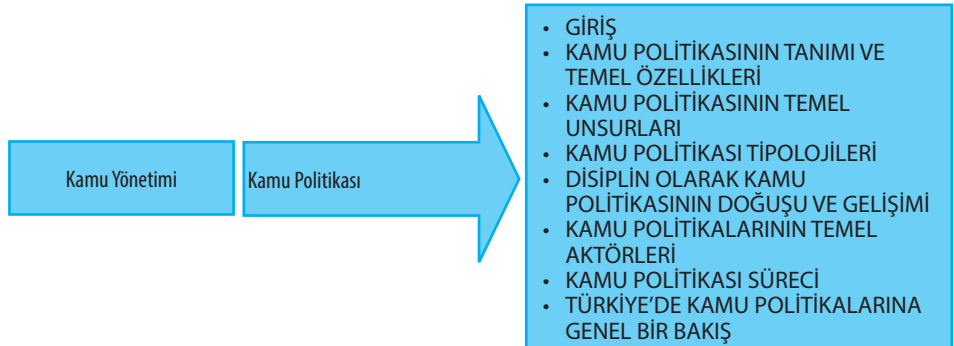 Kamu Yönetimi
Kamu Politikası
• GİRİŞ
• KAMU POLİTİKASININ TANIMI VE
TEMEL ÖZELLİKLERİ
• KAMU POLİTİKASININ TEMEL
UNSURLARI
• KAMU POLİTİKASI TİPOLOJİLERİ
• DİSİPLİN OLARAK KAMU
POLİTİKASININ DOĞUŞU VE GELİŞİMİ
• KAMU POLİTİKALARININ TEMEL
AKTÖRLERİ
• KAMU POLİTİKASI SÜRECİ
• TÜRKİYE’DE KAMU POLİTİKALARINA
GENEL BİR BAKIŞ